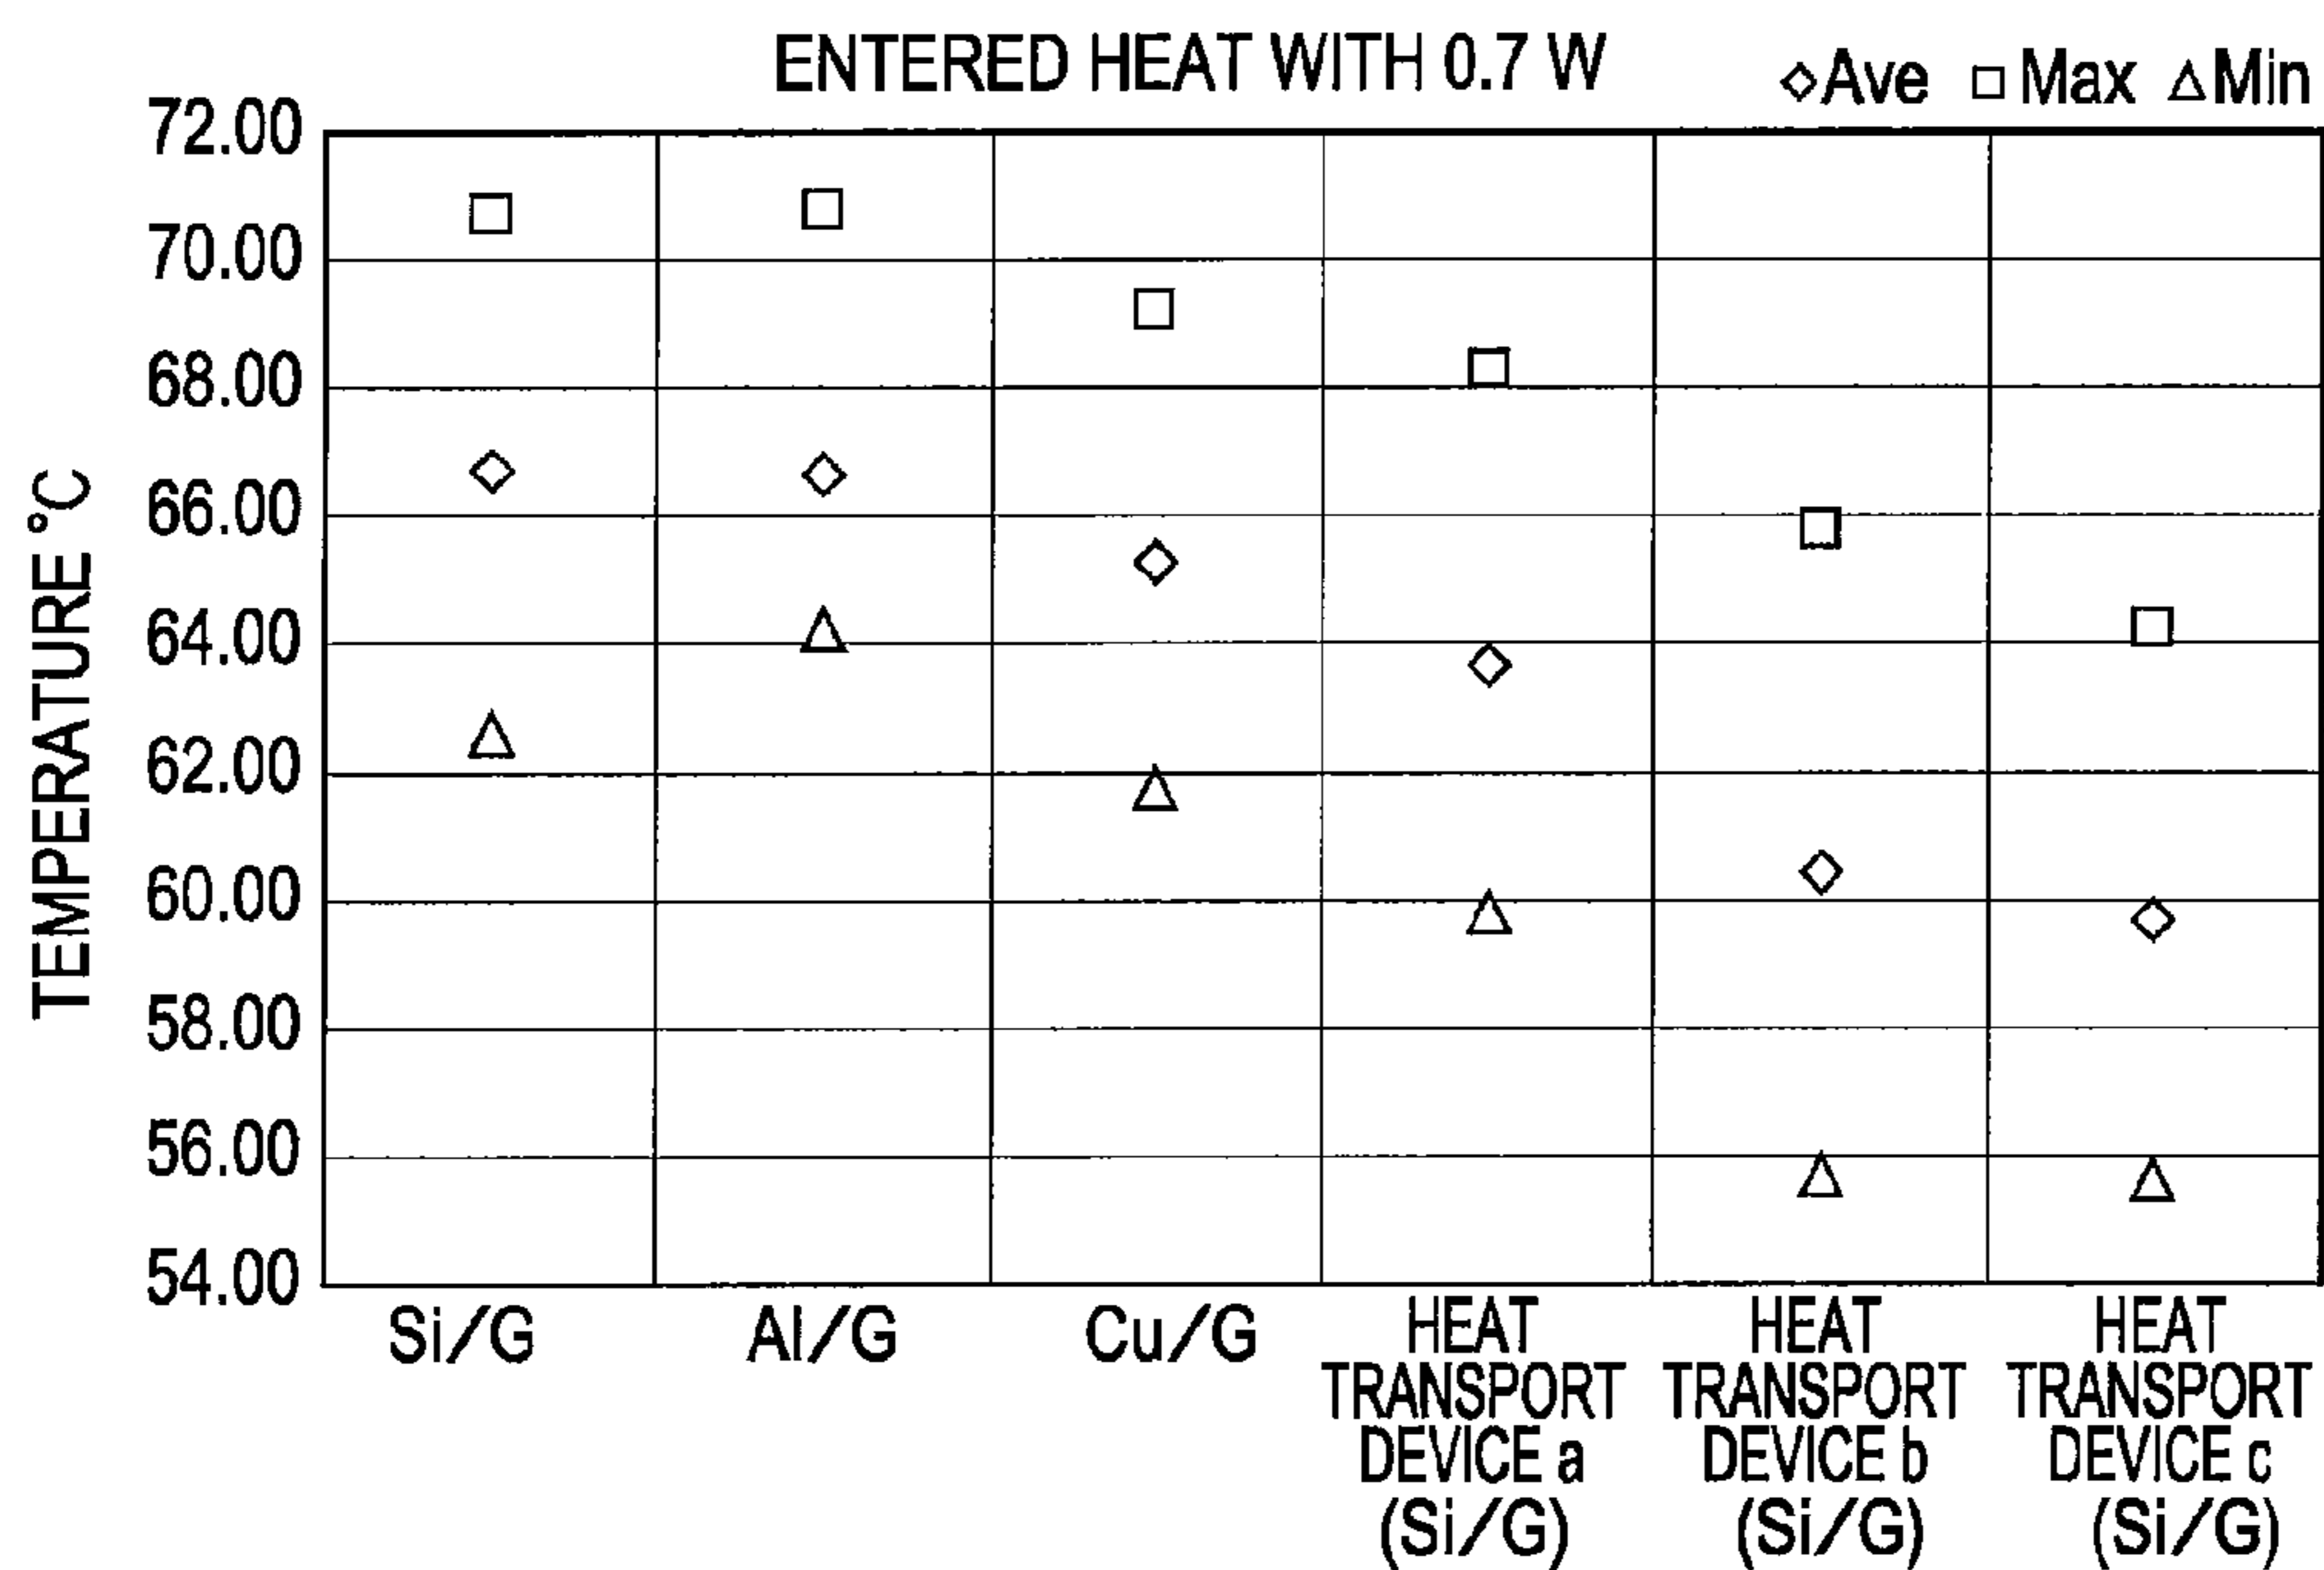 ENTERED HEAT WITH 0.7 W
◇Ave □Max △Min
TEMPERATURE °C
72.00
70.00
68.00
66.00
64.00
62.00
60.00
58.00
56.00
54.00
Si/G
Al/G
Cu/G
HEAT
TRANSPORT
DEVICE a
(Si/G)
HEAT
TRANSPORT
DEVICE b
(Si/G)
HEAT
TRANSPORT
DEVICE c
(Si/G)